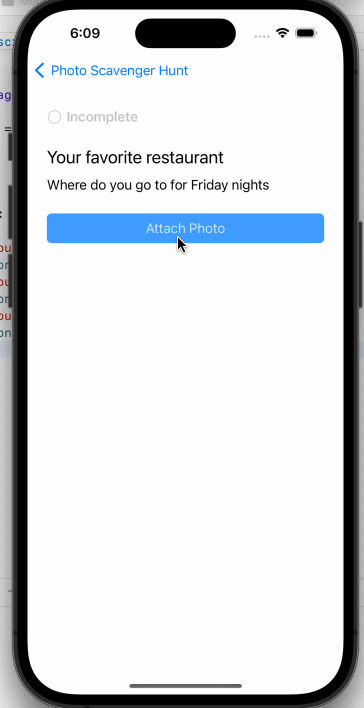 6:09
Photo Scavenger Hunt
Incomplete
Your favorite restaurant
Where do you go to for Friday nights
Attach Photo